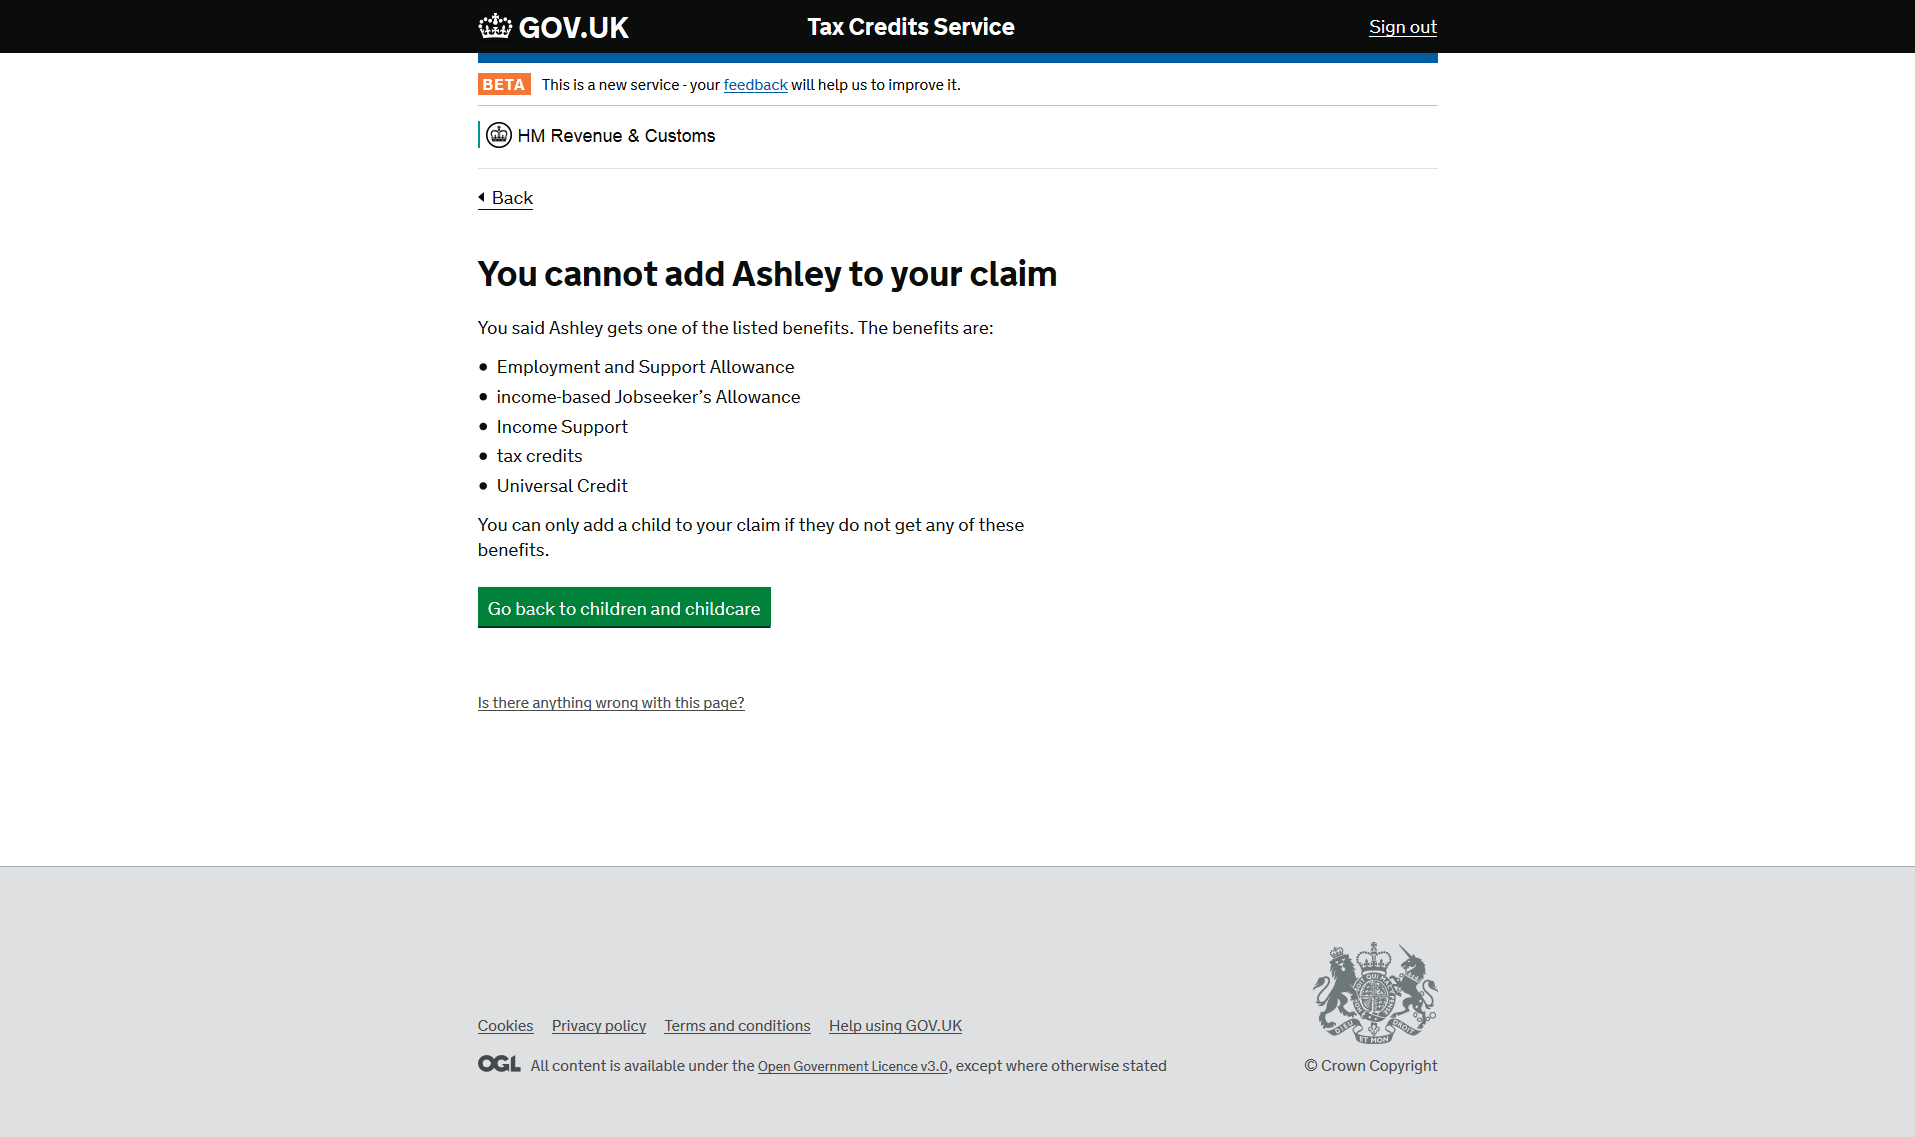 GOV.UK Tax Credits Service Sign out
BETA This is a new service - your feedback will help us to improve it.
HM Revenue & Customs
Back
You cannot add Ashley to your claim
You said Ashley gets one of the listed benefits. The benefits are:
• Employment and Support Allowance
• income-based Jobseeker’s Allowance
• Income Support
• tax credits
• Universal Credit
You can only add a child to your claim if they do not get any of these
benefits.
Go back to children and childcare
Is there anything wrong with this page?
Cookies Privacy policy Terms and conditions Help using GOV.UK
OGL All content is available under the Open Government Licence v3.0, except where otherwise stated
DIEU ET MON DROIT
© Crown Copyright